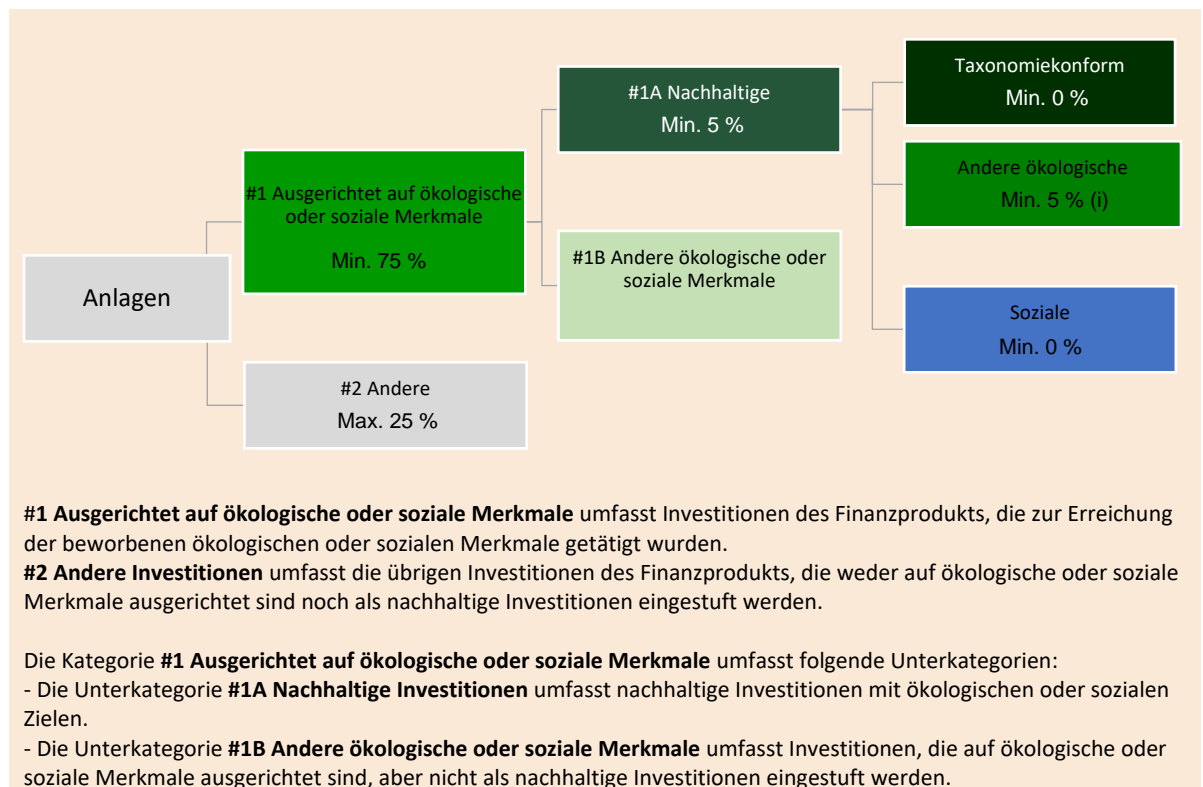 Anlagen
#1 Ausgerichtet auf ökologische
oder soziale Merkmale
Min. 75 %
#2 Andere
Max. 25 %
#1A Nachhaltige
Min. 5 %
#1B Andere ökologische oder
soziale Merkmale
Taxonomiekonform
Min. 0 %
Andere ökologische
Min. 5 % (i)
Soziale
Min. 0 %
#1 Ausgerichtet auf ökologische oder soziale Merkmale umfasst Investitionen des Finanzprodukts, die zur Erreichung
der beworbenen ökologischen oder sozialen Merkmale getätigt wurden.
#2 Andere Investitionen umfasst die übrigen Investitionen des Finanzprodukts, die weder auf ökologische oder soziale
Merkmale ausgerichtet sind noch als nachhaltige Investitionen eingestuft werden.
Die Kategorie #1 Ausgerichtet auf ökologische oder soziale Merkmale umfasst folgende Unterkategorien:
- Die Unterkategorie #1A Nachhaltige Investitionen umfasst nachhaltige Investitionen mit ökologischen oder sozialen
Zielen.
- Die Unterkategorie #1B Andere ökologische oder soziale Merkmale umfasst Investitionen, die auf ökologische oder
soziale Merkmale ausgerichtet sind, aber nicht als nachhaltige Investitionen eingestuft werden.